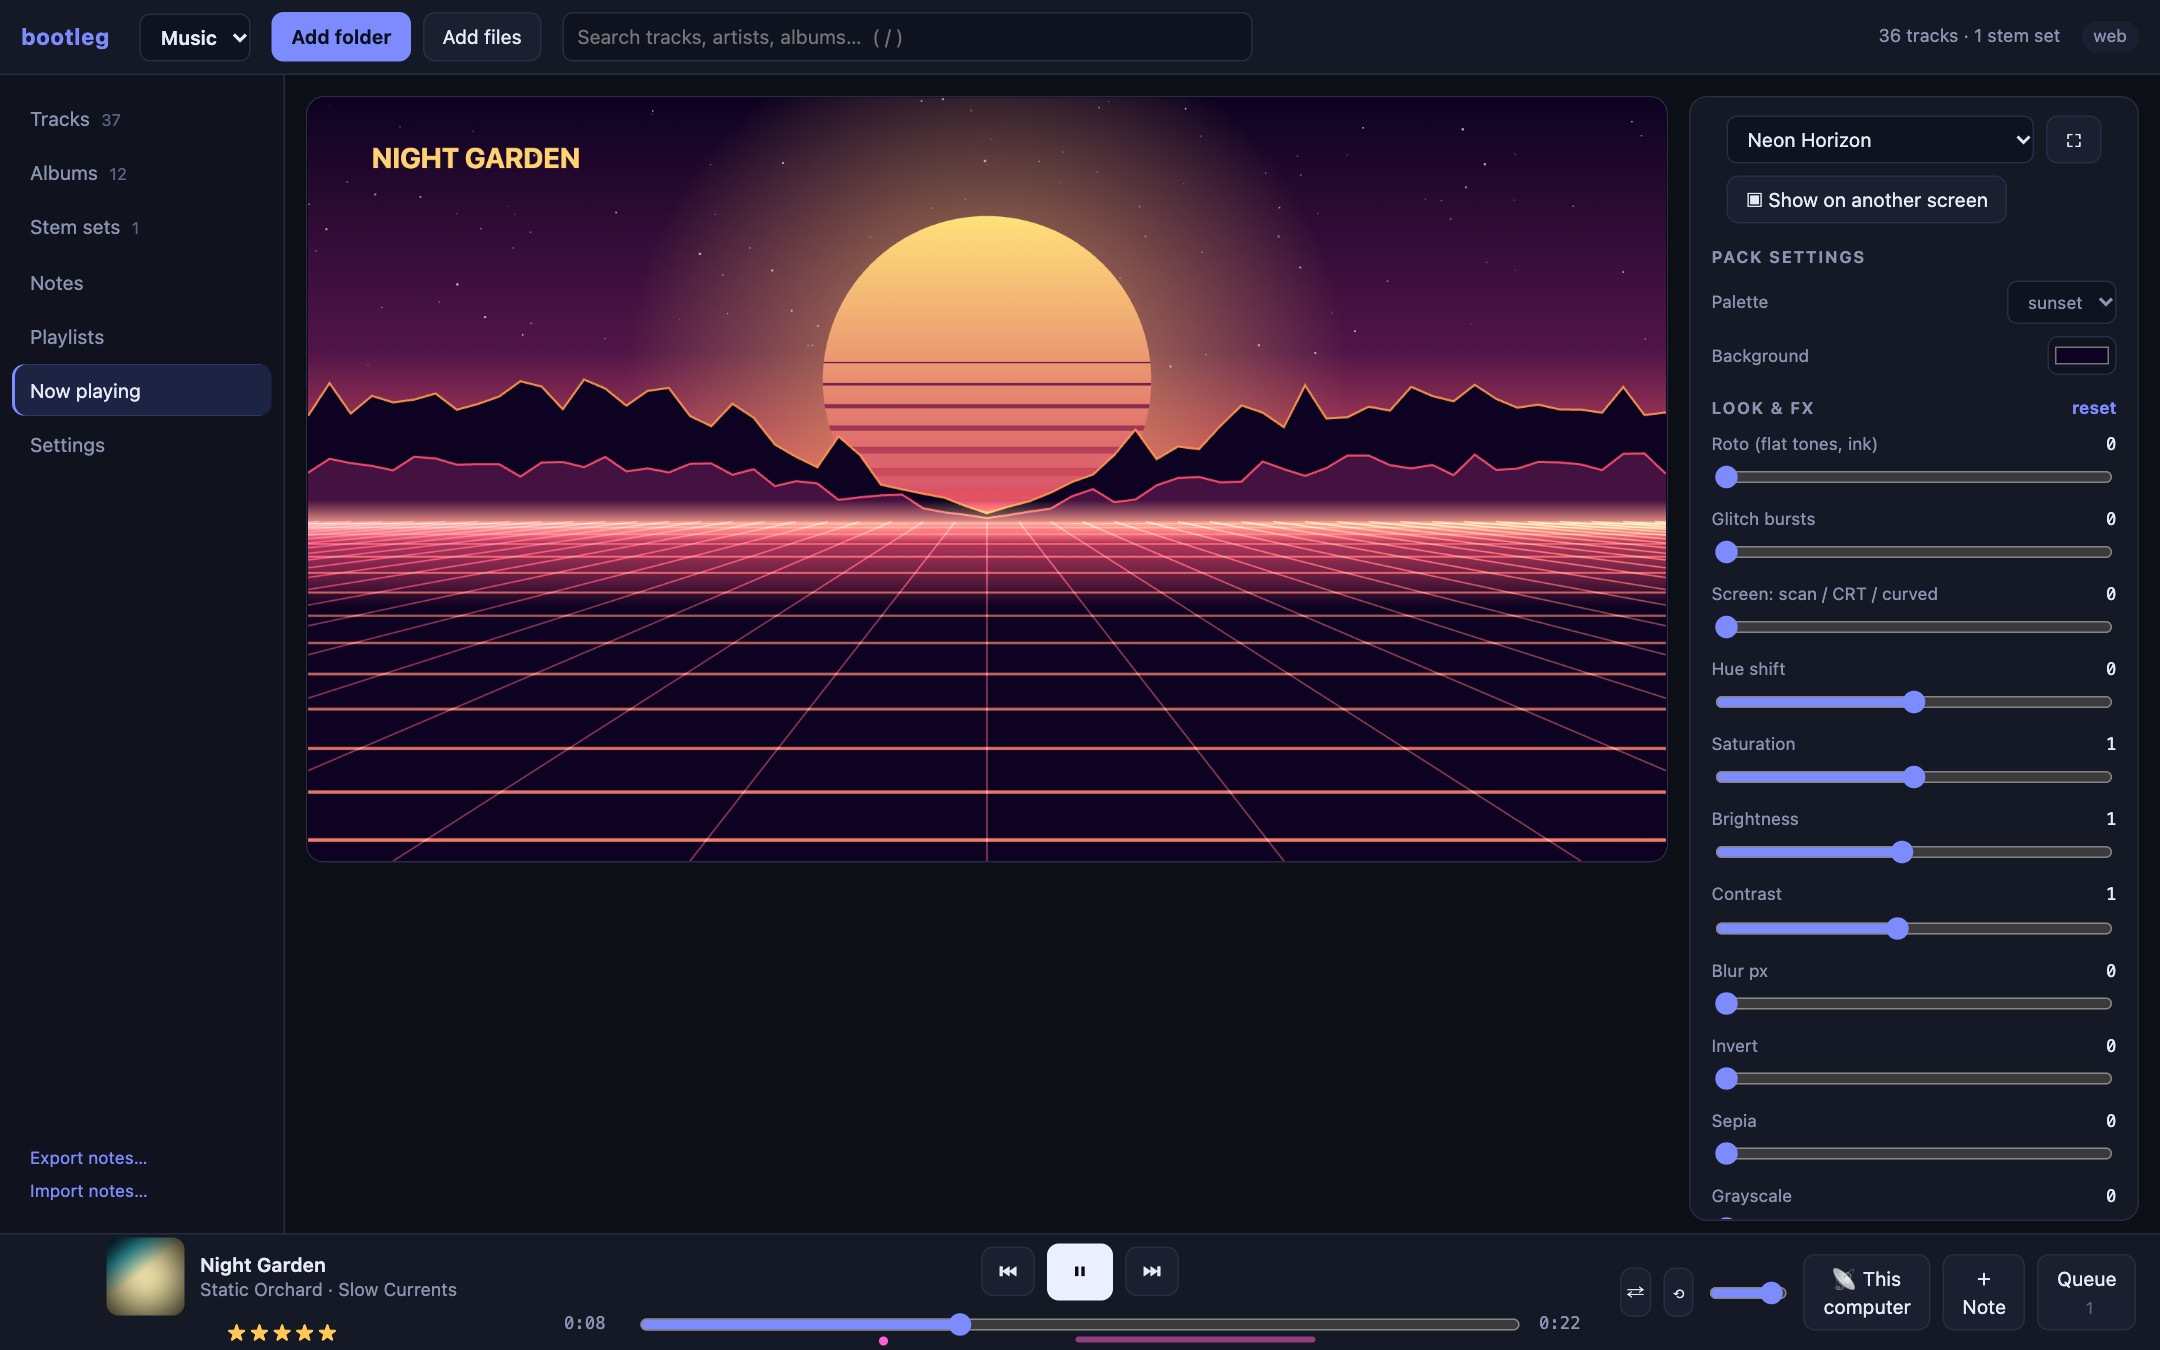 bootleg
Music
Add folder
Add files
Search tracks, artists, albums… ( / )
36 tracks · 1 stem set
web
Tracks 37
Albums 12
Stem sets 1
Notes
Playlists
Now playing
Settings
Export notes…
Import notes…
NIGHT GARDEN
Neon Horizon
Show on another screen
PACK SETTINGS
Palette sunset
Background
LOOK & FX reset
Roto (flat tones, ink) 0
Glitch bursts 0
Screen: scan / CRT / curved 0
Hue shift 0
Saturation 1
Brightness 1
Contrast 1
Blur px 0
Invert 0
Sepia 0
Grayscale 0
Night Garden
Static Orchard · Slow Currents
0:08
0:22
This
computer
+
Note
Queue
1